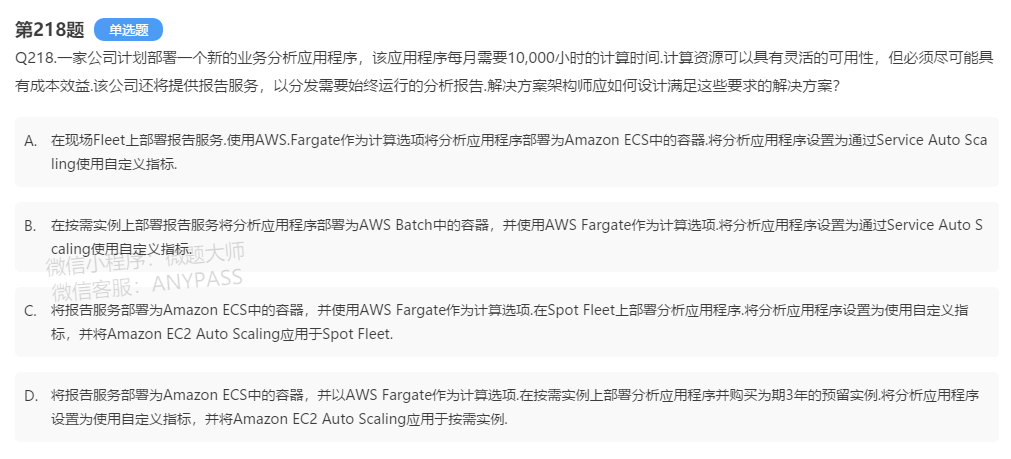 第218题 单选题
Q218.一家公司计划部署一个新的业务分析应用程序，该应用程序每月需要10,000小时的计算时间.计算资源可以具有灵活的可用性，但必须尽可能具
有成本效益.该公司还将提供报告服务，以分发需要始终运行的分析报告.解决方案架构师应如何设计满足这些要求的解决方案？
A. 在现场Fleet上部署报告服务.使用AWS.Fargate作为计算选项将分析应用程序部署为Amazon ECS中的容器.将分析应用程序设置为通过Service Auto Sca
ling使用自定义指标.
B. 在按需实例上部署报告服务将分析应用程序部署为AWS Batch中的容器，并使用AWS Fargate作为计算选项.将分析应用程序设置为通过Service Auto S
caling使用自定义指标.
微信小程序：微题大师
微信客服：ANYPASS
C. 将报告服务部署为Amazon ECS中的容器，并使用AWS Fargate作为计算选项.在Spot Fleet上部署分析应用程序.将分析应用程序设置为使用自定义指
标，并将Amazon EC2 Auto Scaling应用于Spot Fleet.
D. 将报告服务部署为Amazon ECS中的容器，并以AWS Fargate作为计算选项.在按需实例上部署分析应用程序并购买为期3年的预留实例.将分析应用程序
设置为使用自定义指标，并将Amazon EC2 Auto Scaling应用于按需实例.